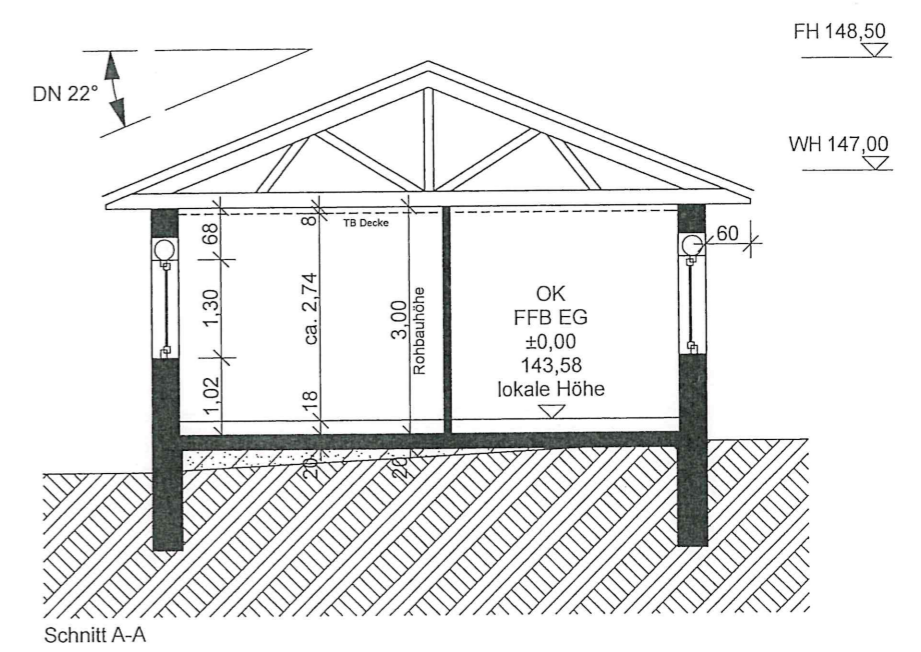 FH 148,50
DN 22°
WH 147,00
8
TB Decke
68
60
1,30
ca. 2,74
3,00
Rohbauhöhe
OK
FFB EG
±0,00
143,58
lokale Höhe
1,02
18
20
20
Schnitt A-A